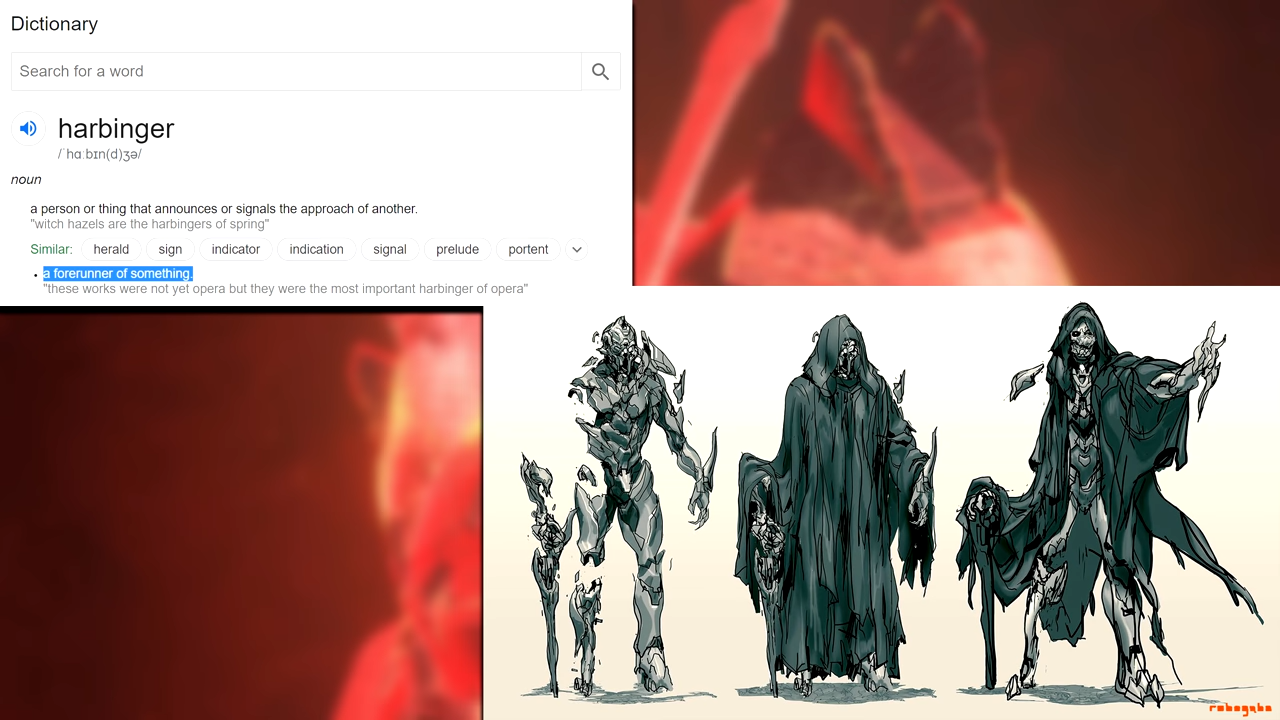 Dictionary
Search for a word
harbinger
/ˈhɑːbɪn(d)ʒə/
noun
a person or thing that announces or signals the approach of another.
"witch hazels are the harbingers of spring"
Similar: herald sign indicator indication signal prelude portent
• a forerunner of something.
"these works were not yet opera but they were the most important harbinger of opera"
robogabo